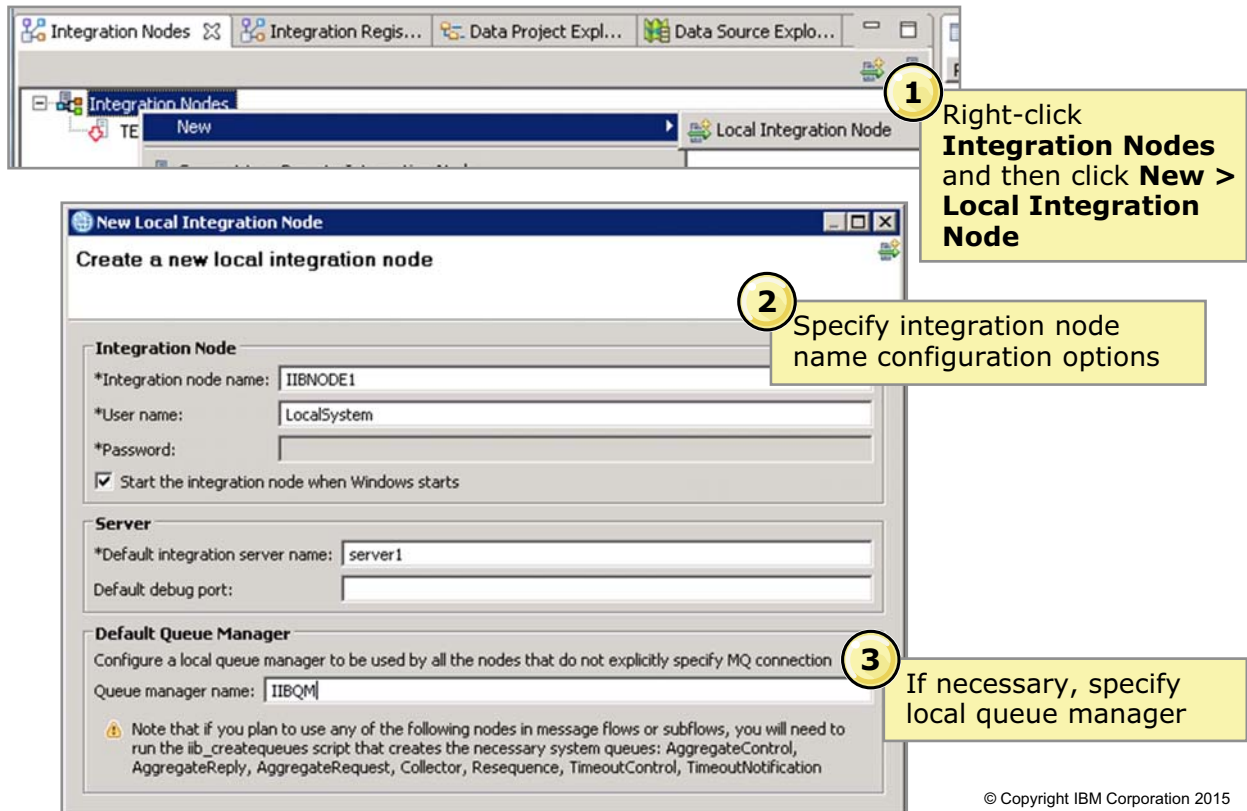 Integration Nodes
Integration Regis...
Data Project Expl...
Data Source Explo...
Integration Nodes
TE
New
Local Integration Node
1
Right-click
Integration Nodes
and then click New >
Local Integration
Node
New Local Integration Node
Create a new local integration node
2
Specify integration node
name configuration options
Integration Node
*Integration node name: IIBNODE1
*User name: LocalSystem
*Password:
Start the integration node when Windows starts
Server
*Default integration server name: server1
Default debug port:
Default Queue Manager
Configure a local queue manager to be used by all the nodes that do not explicitly specify MQ connection
Queue manager name: IIBQM
3
If necessary, specify
local queue manager
Note that if you plan to use any of the following nodes in message flows or subflows, you will need to
run the iib_createqueues script that creates the necessary system queues: AggregateControl,
AggregateReply, AggregateRequest, Collector, Resequence, TimeoutControl, TimeoutNotification
© Copyright IBM Corporation 2015